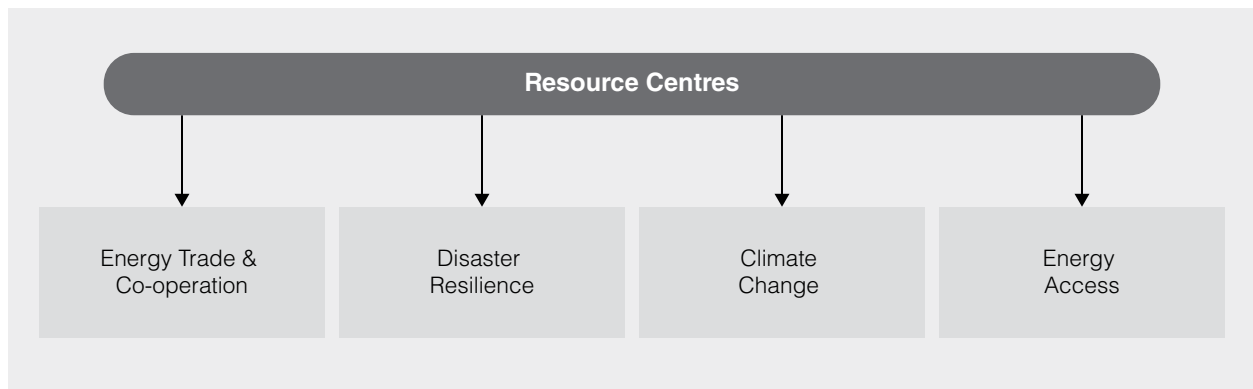 Resource Centres
Energy Trade &
Co-operation
Disaster
Resilience
Climate
Change
Energy
Access